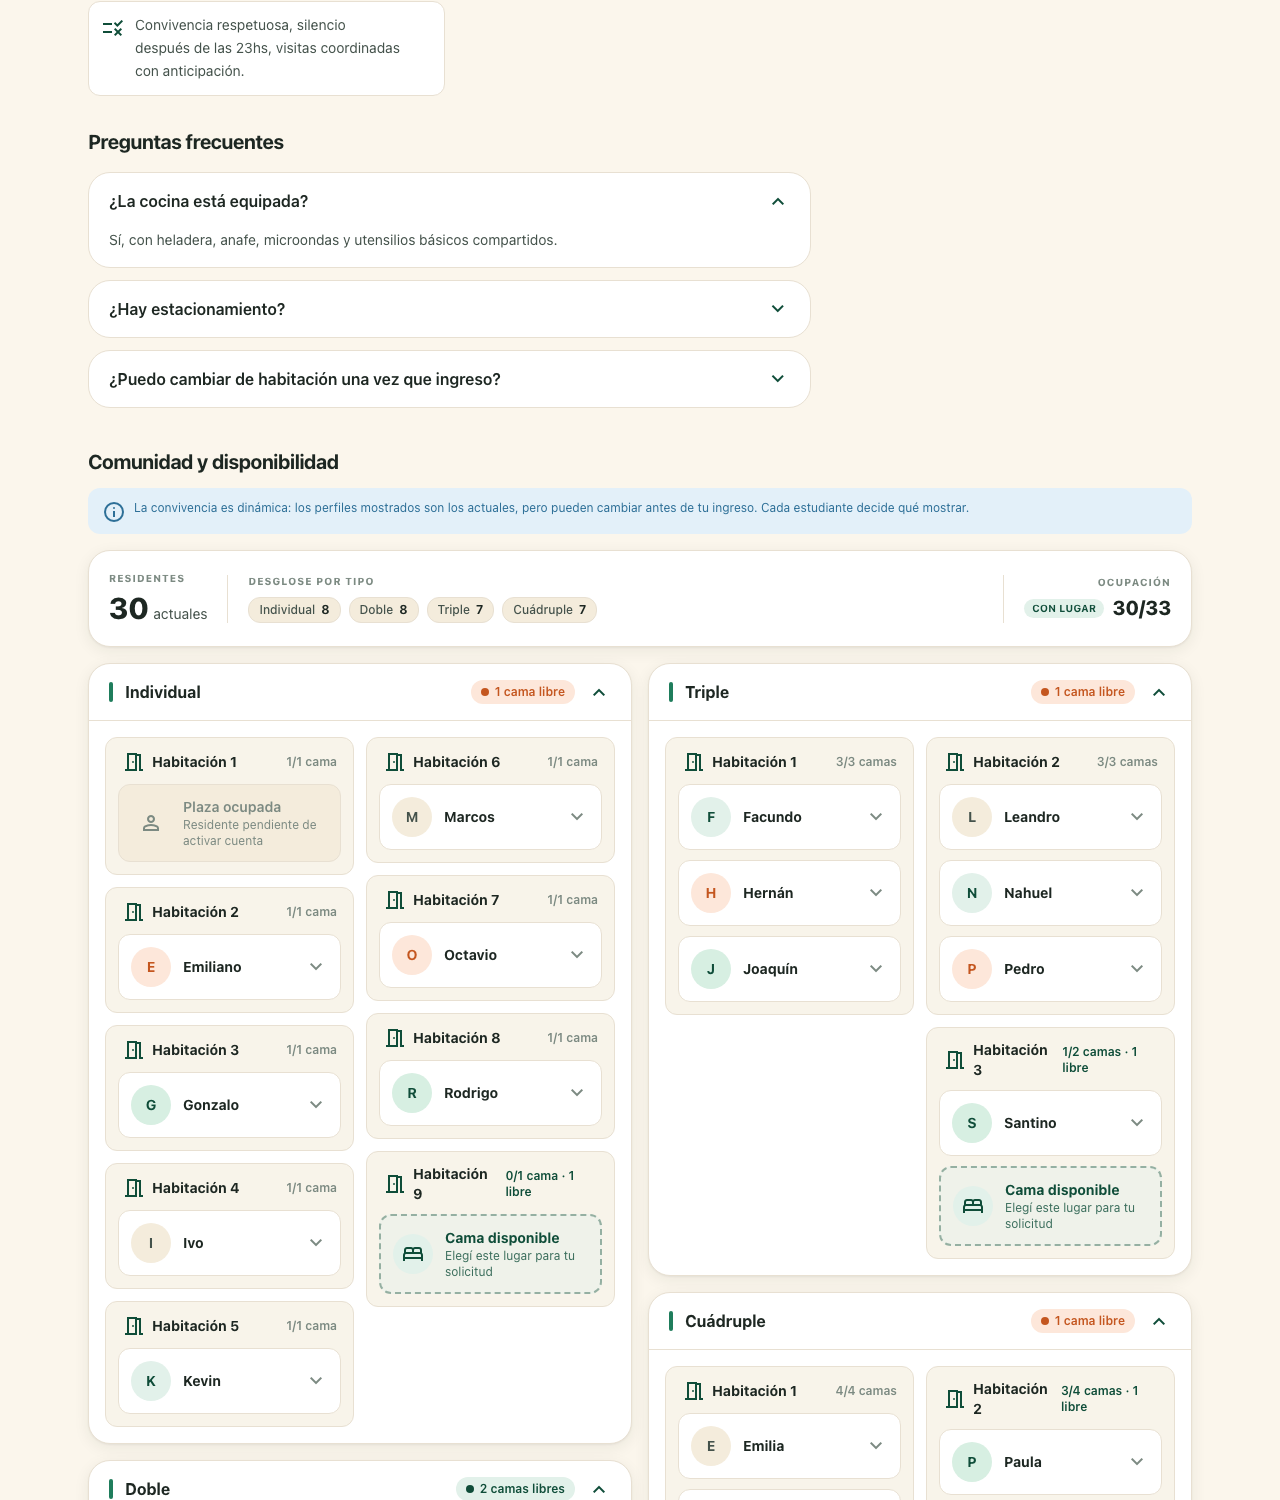 Convivencia respetuosa, silencio
después de las 23hs, visitas coordinadas
con anticipación.
Preguntas frecuentes
¿La cocina está equipada?
Sí, con heladera, anafe, microondas y utensilios básicos compartidos.
¿Hay estacionamiento?
¿Puedo cambiar de habitación una vez que ingreso?
Comunidad y disponibilidad
La convivencia es dinámica: los perfiles mostrados son los actuales, pero pueden cambiar antes de tu ingreso. Cada estudiante decide qué mostrar.
RESIDENTES
30 actuales
DESGLOSE POR TIPO
Individual 8 Doble 8 Triple 7 Cuádruple 7
OCUPACIÓN
CON LUGAR 30/33
Individual 1 cama libre
Habitación 1 1/1 cama
Plaza ocupada
Residente pendiente de
activar cuenta
Habitación 2 1/1 cama
E Emiliano
Habitación 3 1/1 cama
G Gonzalo
Habitación 4 1/1 cama
I Ivo
Habitación 5 1/1 cama
K Kevin
Habitación 6 1/1 cama
M Marcos
Habitación 7 1/1 cama
O Octavio
Habitación 8 1/1 cama
R Rodrigo
Habitación 9 0/1 cama · 1 libre
Cama disponible
Elegí este lugar para tu
solicitud
Doble 2 camas libres
Triple 1 cama libre
Habitación 1 3/3 camas
F Facundo
H Hernán
J Joaquín
Habitación 2 3/3 camas
L Leandro
N Nahuel
P Pedro
Habitación 3 1/2 camas · 1 libre
S Santino
Cama disponible
Elegí este lugar para tu
solicitud
Cuádruple 1 cama libre
Habitación 1 4/4 camas
E Emilia
Habitación 2 3/4 camas · 1 libre
P Paula